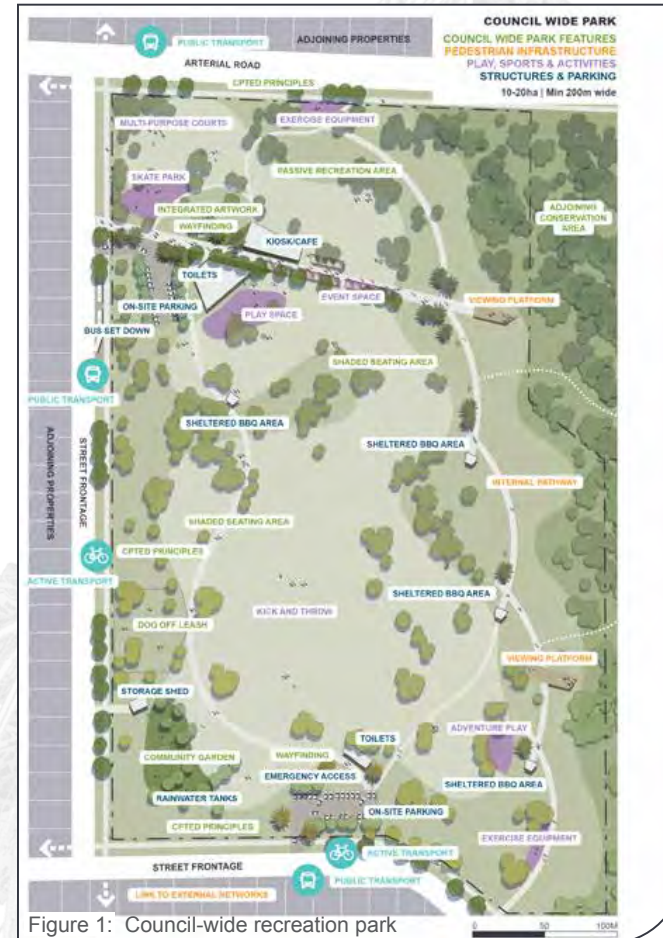 COUNCIL WIDE PARK
COUNCIL WIDE PARK FEATURES
PEDESTRIAN INFRASTRUCTURE
PLAY, SPORTS & ACTIVITIES
STRUCTURES & PARKING
10-20ha | Min 200m wide
PUBLIC TRANSPORT
ADJOINING PROPERTIES
ARTERIAL ROAD
CPTED PRINCIPLES
MULTI-PURPOSE COURTS
EXERCISE EQUIPMENT
PASSIVE RECREATION AREA
SKATE PARK
ADJOINING
CONSERVATION
AREA
INTEGRATED ARTWORK
WAYFINDING
KIOSK/CAFE
TOILETS
EVENT SPACE
VIEWING PLATFORM
ON-SITE PARKING
PLAY SPACE
BUS SET DOWN
SHADED SEATING AREA
PUBLIC TRANSPORT
SHELTERED BBQ AREA
SHELTERED BBQ AREA
ADJOINING PROPERTIES
STREET FRONTAGE
INTERNAL PATHWAY
SHADED SEATING AREA
CPTED PRINCIPLES
ACTIVE TRANSPORT
SHELTERED BBQ AREA
KICK AND THROW
DOG OFF LEASH
VIEWING PLATFORM
STORAGE SHED
ADVENTURE PLAY
TOILETS
COMMUNITY GARDEN
WAYFINDING
EMERGENCY ACCESS
SHELTERED BBQ AREA
RAINWATER TANKS
ON-SITE PARKING
CPTED PRINCIPLES
EXERCISE EQUIPMENT
ACTIVE TRANSPORT
STREET FRONTAGE
PUBLIC TRANSPORT
LINK TO EXTERNAL NETWORKS
0 50 100M
Figure 1: Council-wide recreation park